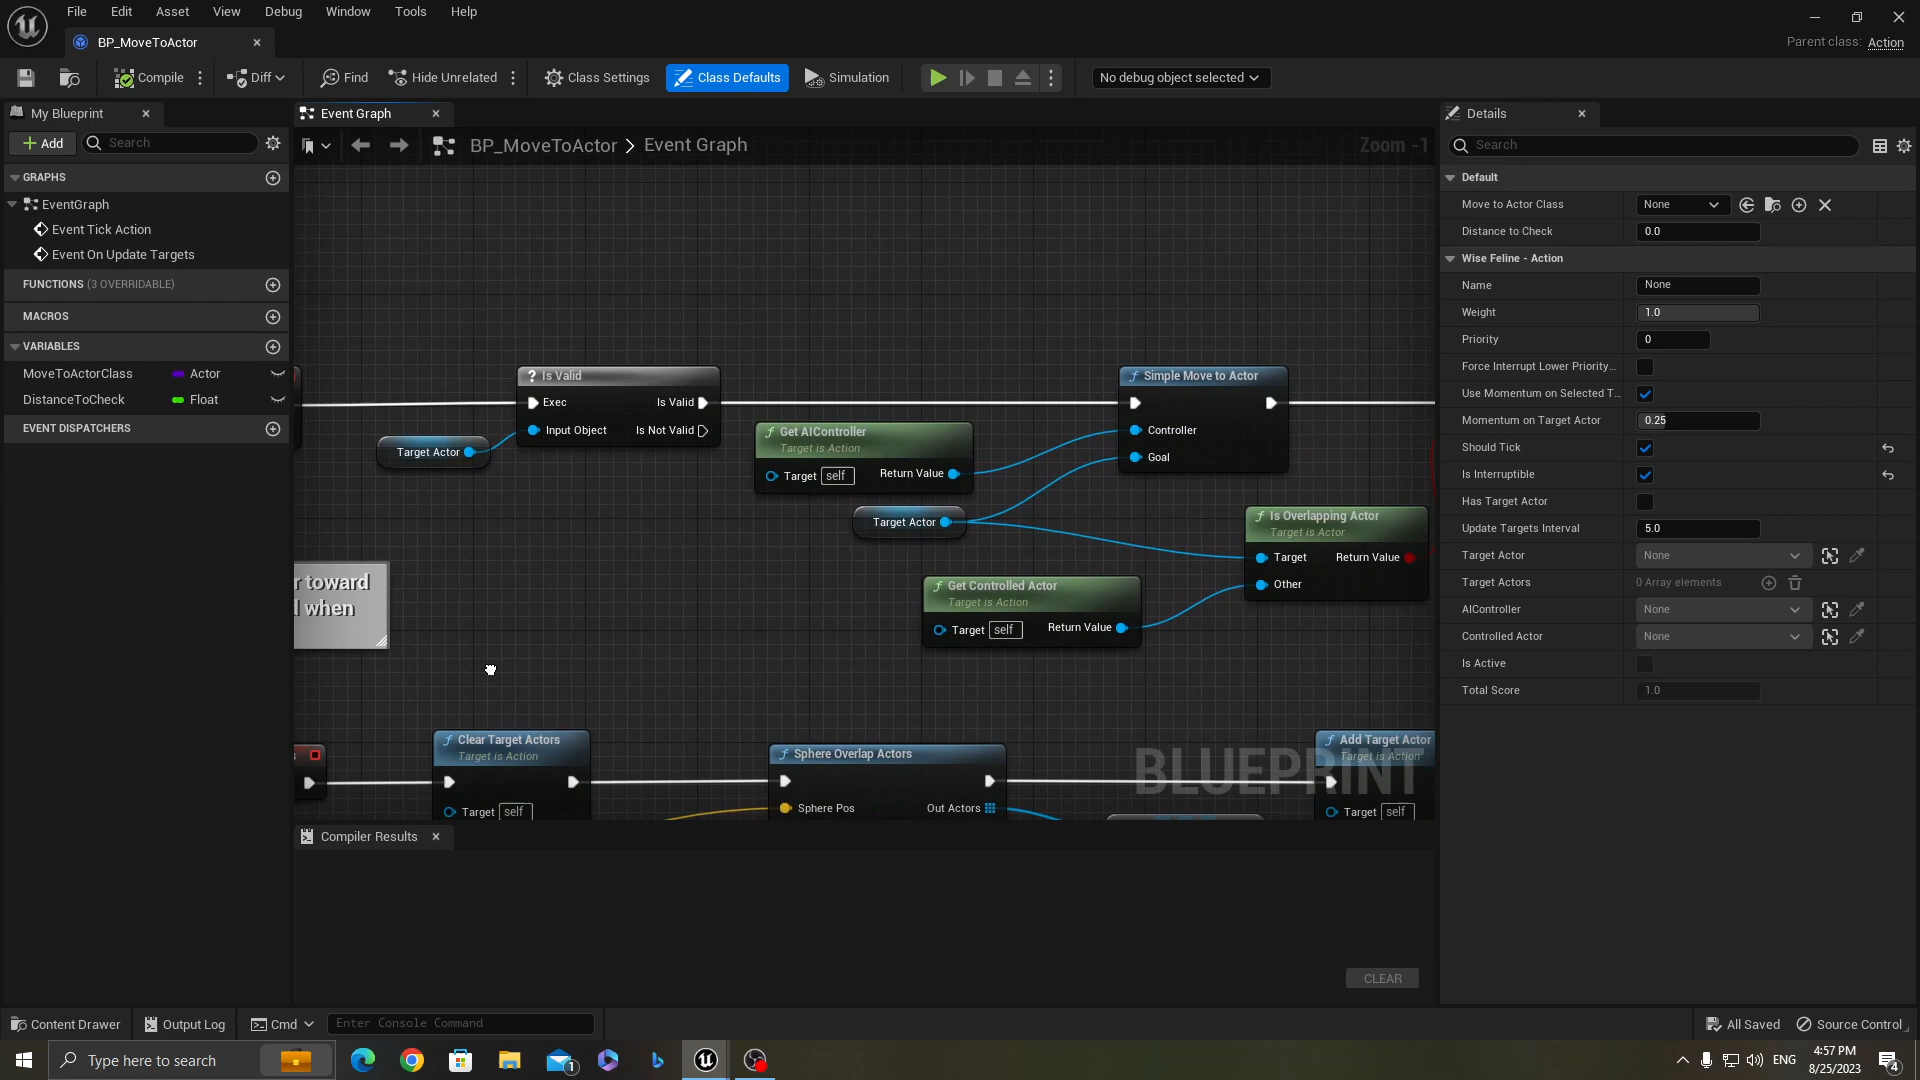 File Edit Asset View Debug Window Tools Help
BP_MoveToActor
Parent class: Action
Compile Diff Find Hide Unrelated Class Settings Class Defaults Simulation No debug object selected
My Blueprint
Add Search
GRAPHS
EventGraph
Event Tick Action
Event On Update Targets
FUNCTIONS (3 OVERRIDABLE)
MACROS
VARIABLES
MoveToActorClass Actor
DistanceToCheck Float
EVENT DISPATCHERS
Event Graph
BP_MoveToActor > Event Graph
Zoom -1
? Is Valid
Exec Is Valid
Input Object Is Not Valid
Target Actor
f Get AIController
Target is Action
Target self Return Value
Target Actor
f Simple Move to Actor
Controller
Goal
f Is Overlapping Actor
Target is Actor
Target Return Value
Other
f Get Controlled Actor
Target is Action
Target self Return Value
r toward
d when
f Clear Target Actors
Target is Action
Target self
f Sphere Overlap Actors
Sphere Pos Out Actors
f Add Target Actor
Target is Action
Target self
BLUEPRINT
Compiler Results
CLEAR
Details
Search
Default
Move to Actor Class None
Distance to Check 0.0
Wise Feline - Action
Name None
Weight 1.0
Priority 0
Force Interrupt Lower Priority...
Use Momentum on Selected T...
Momentum on Target Actor 0.25
Should Tick
Is Interruptible
Has Target Actor
Update Targets Interval 5.0
Target Actor None
Target Actors 0 Array elements
AIController None
Controlled Actor None
Is Active
Total Score 1.0
Content Drawer Output Log Cmd Enter Console Command All Saved Source Control
Type here to search
1
ENG
4:57 PM
8/25/2023
4